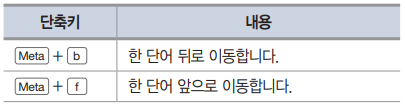 단축키 내용
Meta + b 한 단어 뒤로 이동합니다.
Meta + f 한 단어 앞으로 이동합니다.